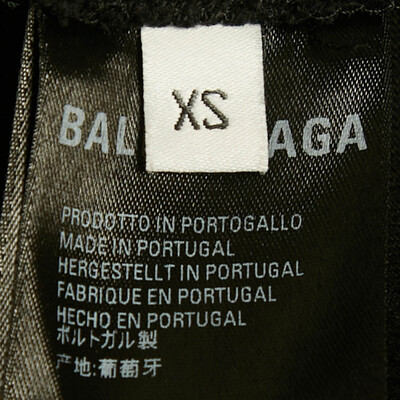 XS
BAL AGA
PRODOTTO IN PORTOGALLO
MADE IN PORTUGAL
HERGESTELLT IN PORTUGAL
FABRIQUE EN PORTUGAL
HECHO EN PORTUGAL
ポルトガル製
产地:葡萄牙